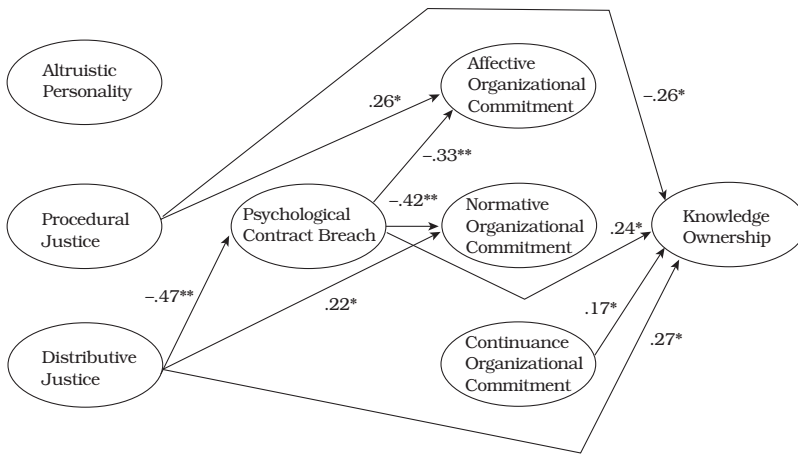 Altruistic
Personality
Affective
Organizational
Commitment
.26*
–.26*
–.33**
Procedural
Justice
Psychological
Contract Breach
–.42**
Normative
Organizational
Commitment
.24*
Knowledge
Ownership
–.47**
.22*
.17*
.27*
Distributive
Justice
Continuance
Organizational
Commitment